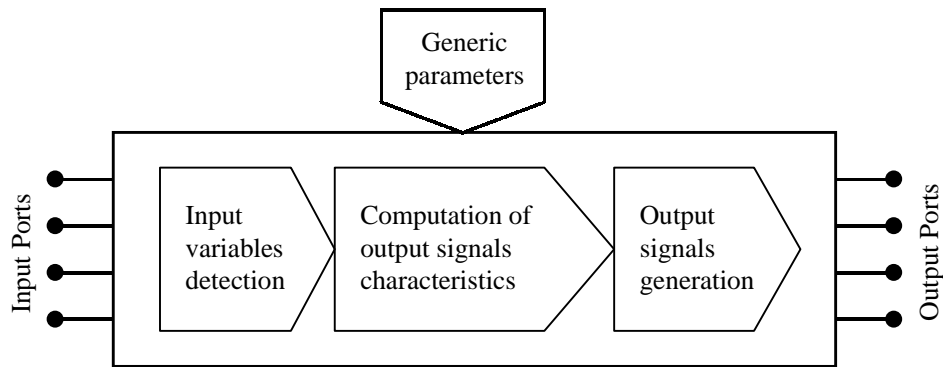 Generic
parameters
Input Ports
Input
variables
detection
Computation of
output signals
characteristics
Output
signals
generation
Output Ports